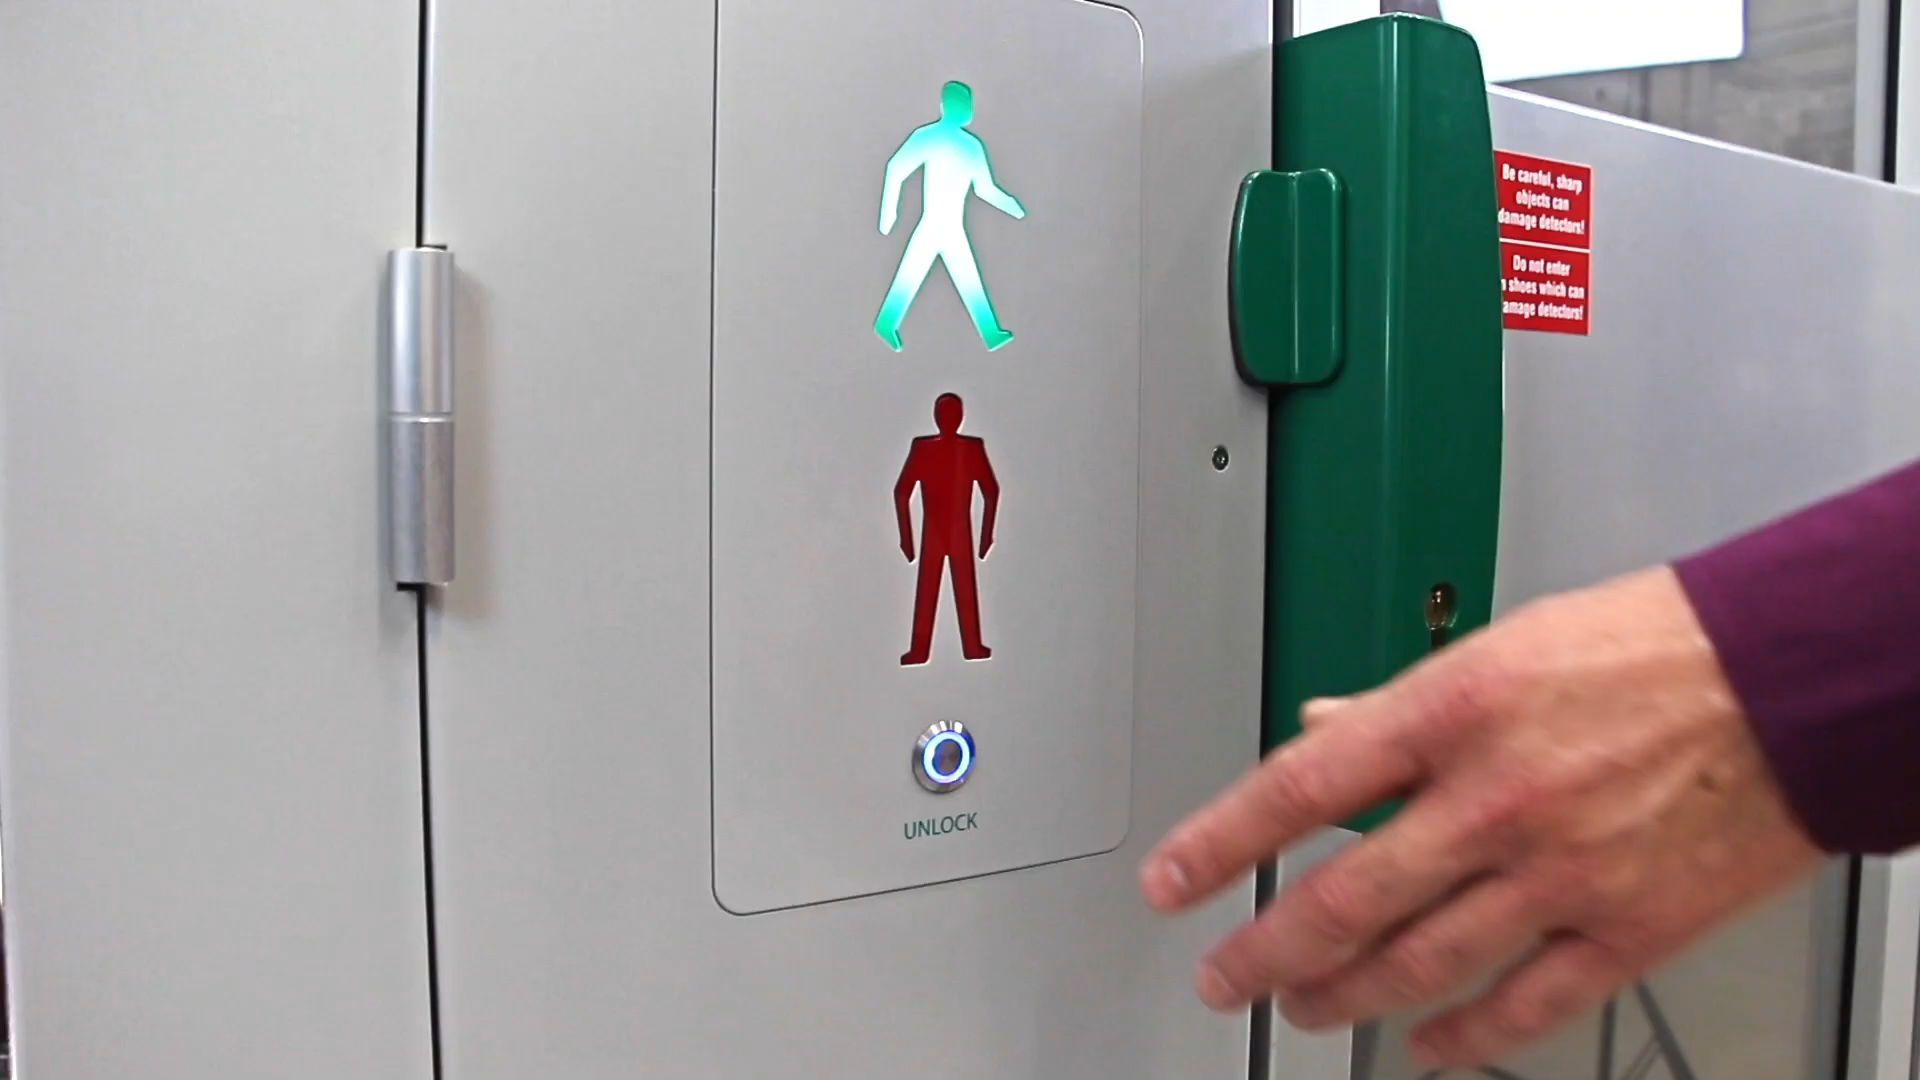 Be careful, sharp
objects can
damage detectors!
Do not enter
shoes which can
damage detectors!
UNLOCK